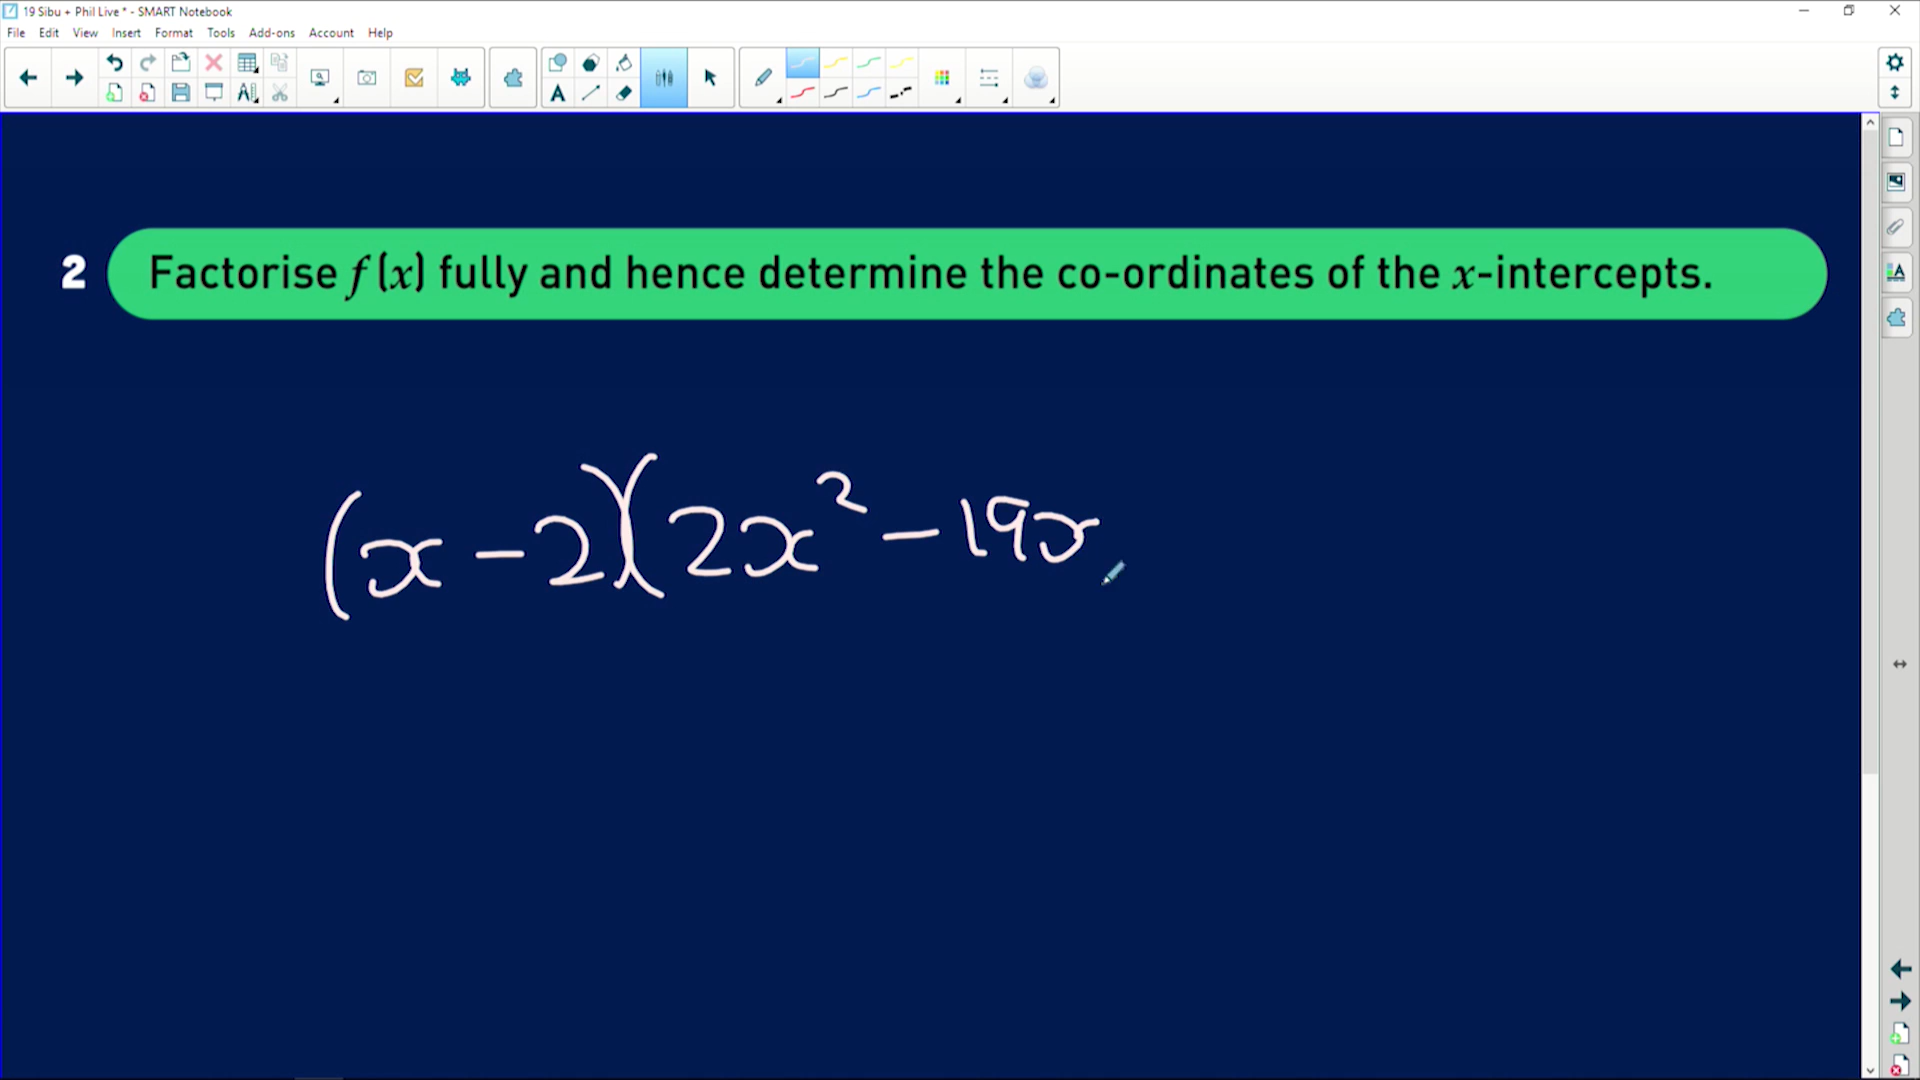 19 Sibu + Phil Live * - SMART Notebook
File Edit View Insert Format Tools Add-ons Account Help
2 Factorise f(x) fully and hence determine the co-ordinates of the x-intercepts.
(x - 2)(2x² - 19x